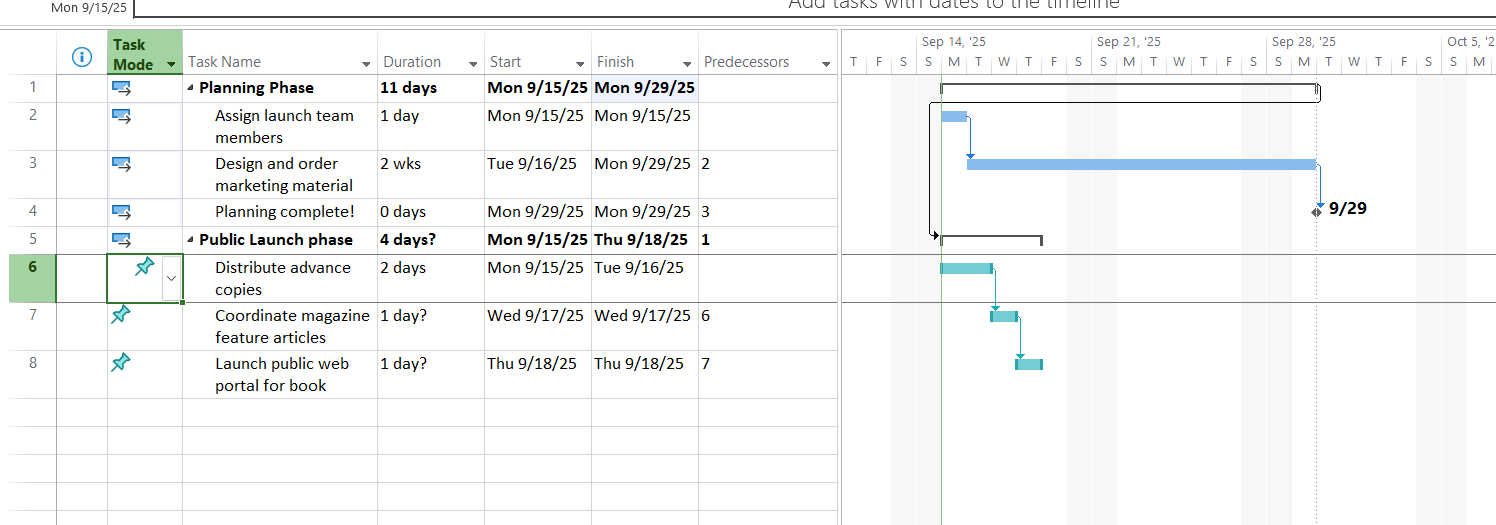 Mon 9/15/25
Add tasks with dates to the timeline
Task Mode Task Name Duration Start Finish Predecessors
Sep 14, '25 Sep 21, '25 Sep 28, '25 Oct 5, '2
T F S S M T W T F S S M T W T F S S M T W T F S S M
1 Planning Phase 11 days Mon 9/15/25 Mon 9/29/25
2 Assign launch team members 1 day Mon 9/15/25 Mon 9/15/25
3 Design and order marketing material 2 wks Tue 9/16/25 Mon 9/29/25 2
4 Planning complete! 0 days Mon 9/29/25 Mon 9/29/25 3 9/29
5 Public Launch phase 4 days? Mon 9/15/25 Thu 9/18/25 1
6 Distribute advance copies 2 days Mon 9/15/25 Tue 9/16/25
7 Coordinate magazine feature articles 1 day? Wed 9/17/25 Wed 9/17/25 6
8 Launch public web portal for book 1 day? Thu 9/18/25 Thu 9/18/25 7